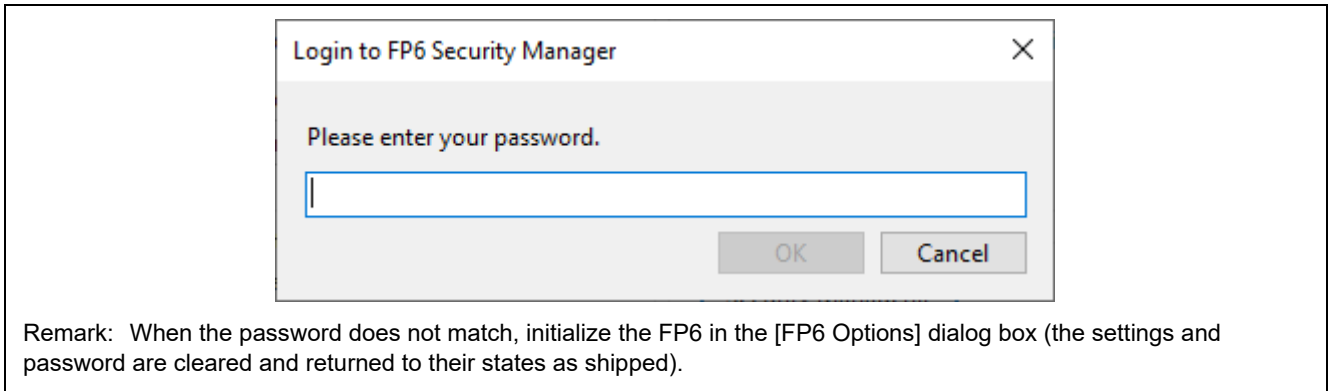 Login to FP6 Security Manager
Please enter your password.
OK
Cancel
Remark: When the password does not match, initialize the FP6 in the [FP6 Options] dialog box (the settings and
password are cleared and returned to their states as shipped).